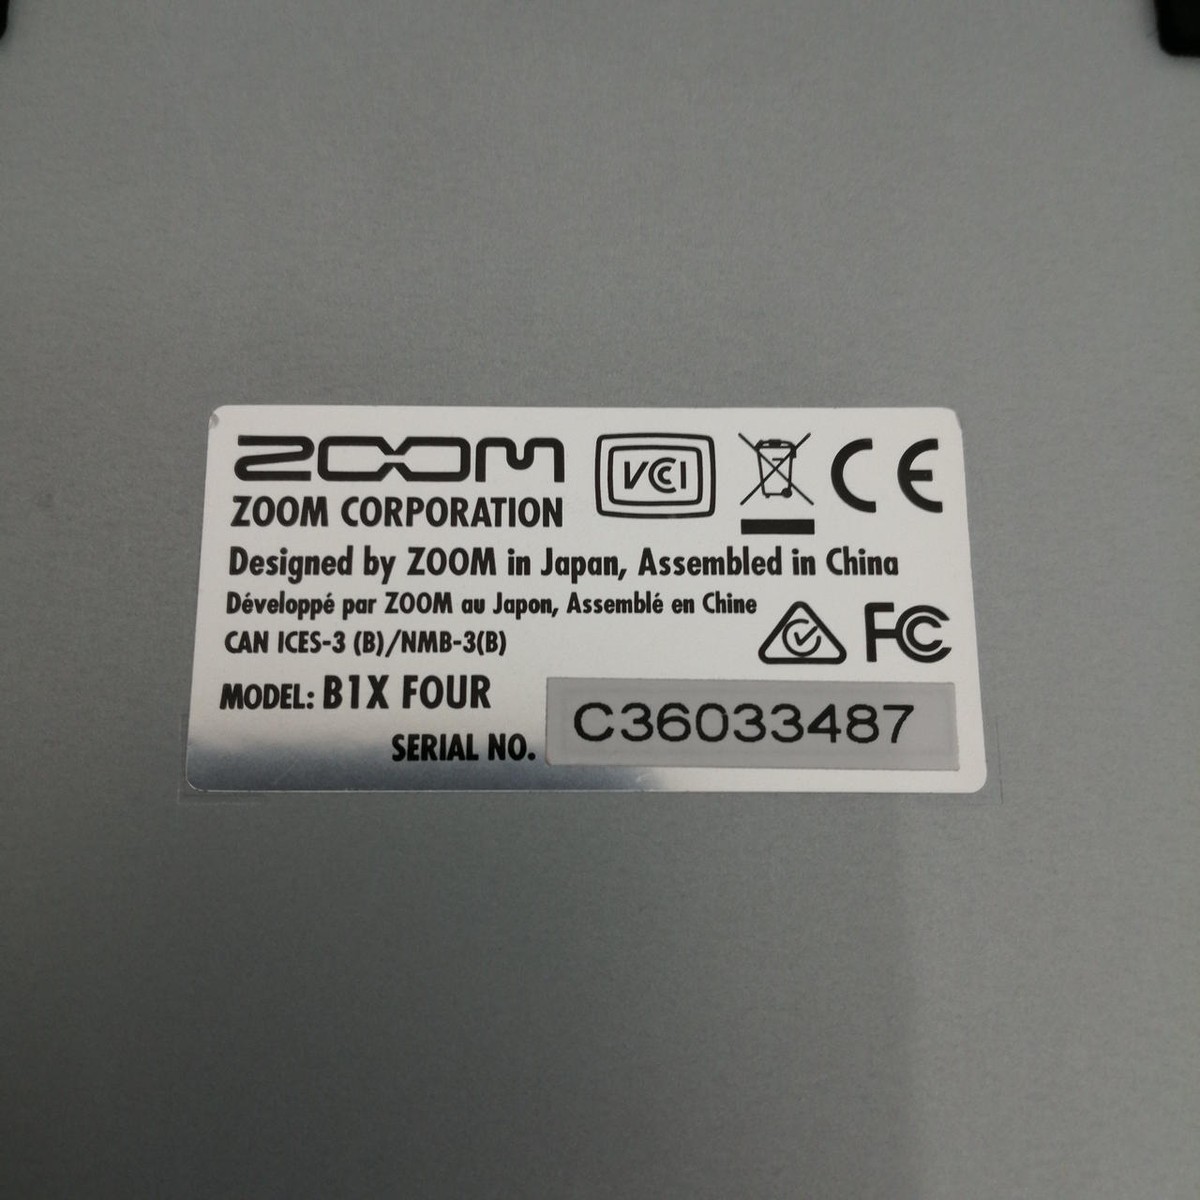 ZOOM
ZOOM CORPORATION
VCCI
CE
Designed by ZOOM in Japan, Assembled in China
Développé par ZOOM au Japon, Assemblé en Chine
CAN ICES-3 (B)/NMB-3(B)
FC
MODEL: B1X FOUR
SERIAL NO. C36033487